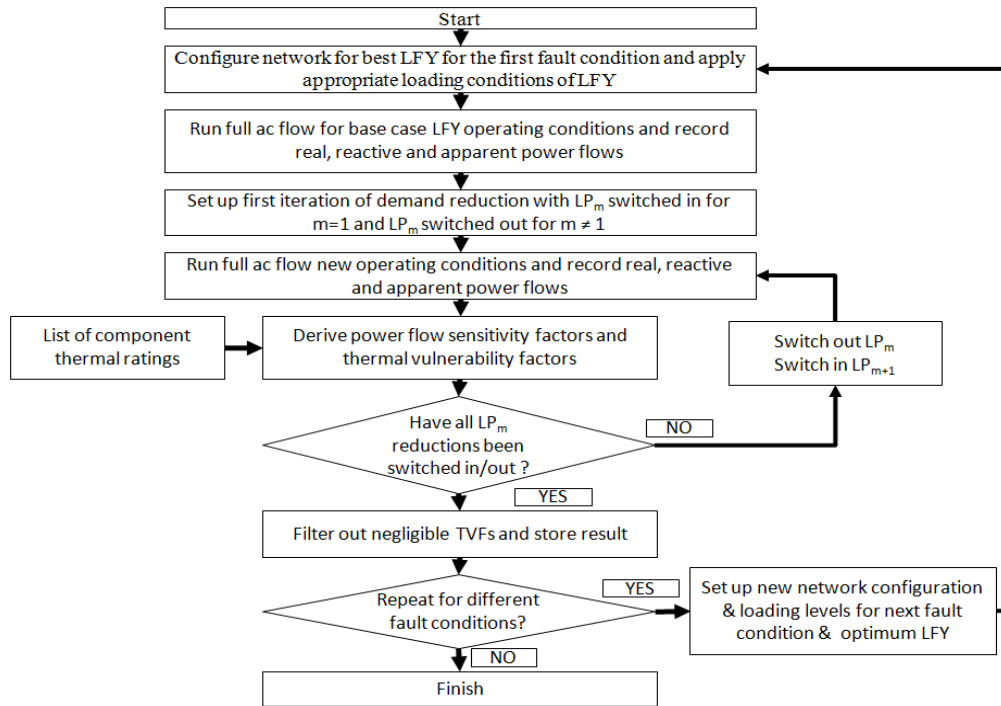 Start
Configure network for best LFY for the first fault condition and apply
appropriate loading conditions of LFY
Run full ac flow for base case LFY operating conditions and record
real, reactive and apparent power flows
Set up first iteration of demand reduction with LPm switched in for
m=1 and LPm switched out for m ≠ 1
Run full ac flow new operating conditions and record real, reactive
and apparent power flows
List of component
thermal ratings
Derive power flow sensitivity factors and
thermal vulnerability factors
Switch out LPm
Switch in LPm+1
Have all LPm
reductions been
switched in/out ?
NO
YES
Filter out negligible TVFs and store result
Repeat for different
fault conditions?
YES
Set up new network configuration
& loading levels for next fault
condition & optimum LFY
NO
Finish